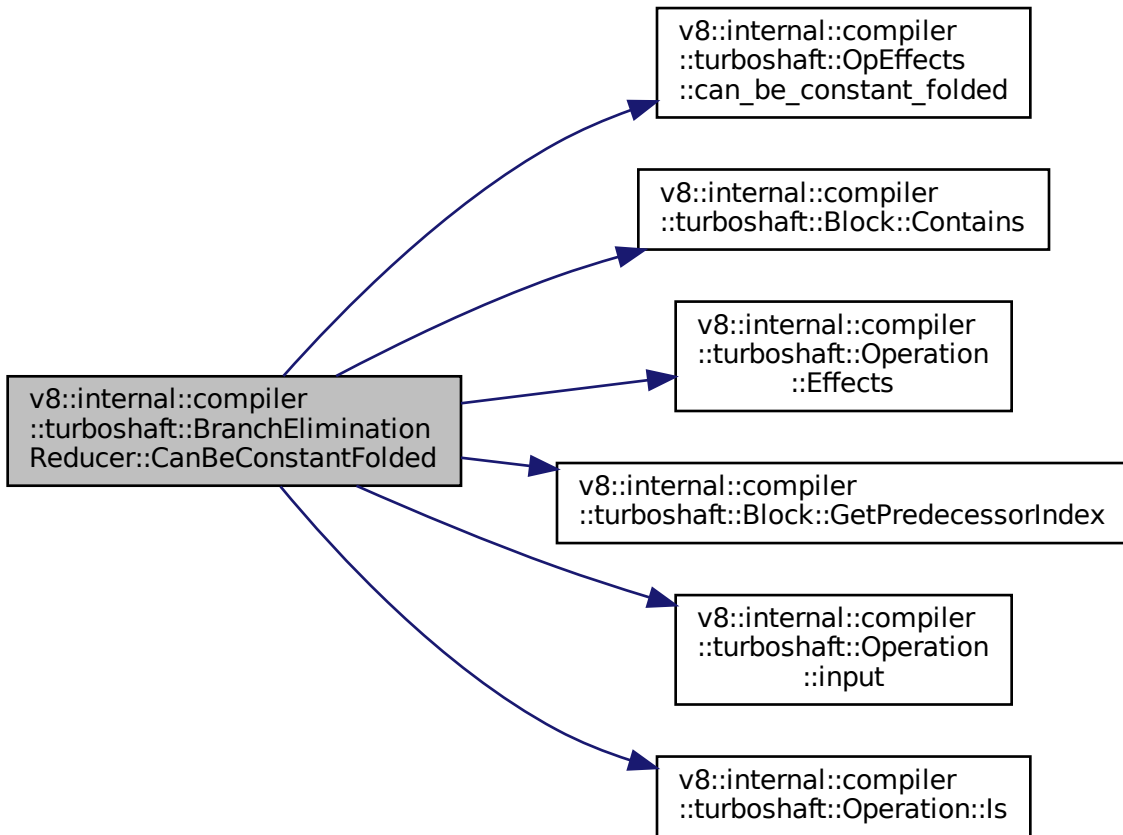 v8::internal::compiler
::turboshaft::OpEffects
::can_be_constant_folded
v8::internal::compiler
::turboshaft::Block::Contains
v8::internal::compiler
::turboshaft::Operation
::Effects
v8::internal::compiler
::turboshaft::BranchElimination
Reducer::CanBeConstantFolded
v8::internal::compiler
::turboshaft::Block::GetPredecessorIndex
v8::internal::compiler
::turboshaft::Operation
::input
v8::internal::compiler
::turboshaft::Operation::Is